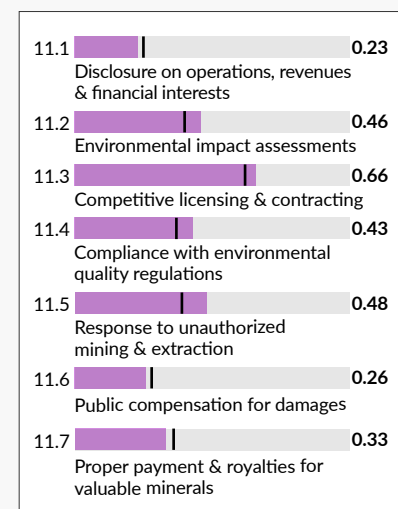 11.1 0.23
Disclosure on operations, revenues
& financial interests
11.2 0.46
Environmental impact assessments
11.3 0.66
Competitive licensing & contracting
11.4 0.43
Compliance with environmental
quality regulations
11.5 0.48
Response to unauthorized
mining & extraction
11.6 0.26
Public compensation for damages
11.7 0.33
Proper payment & royalties for
valuable minerals